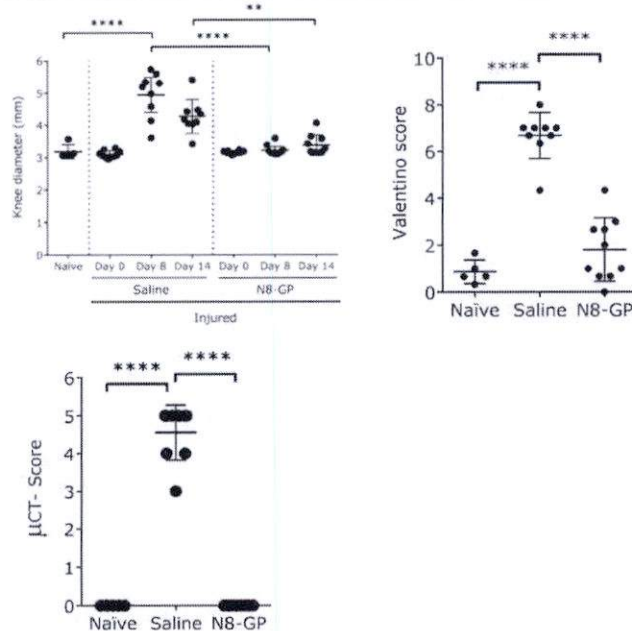 **** ** ****
Knee diameter (mm)
6
5
4
3
2
1
0
Naive Day 0 Day 8 Day 14 Day 0 Day 8 Day 14
Saline N8-GP
Injured
**** ****
Valentino score
10
8
6
4
2
0
Naïve Saline N8-GP
**** ****
μCT- Score
6
5
4
3
2
1
0
Naïve Saline N8-GP